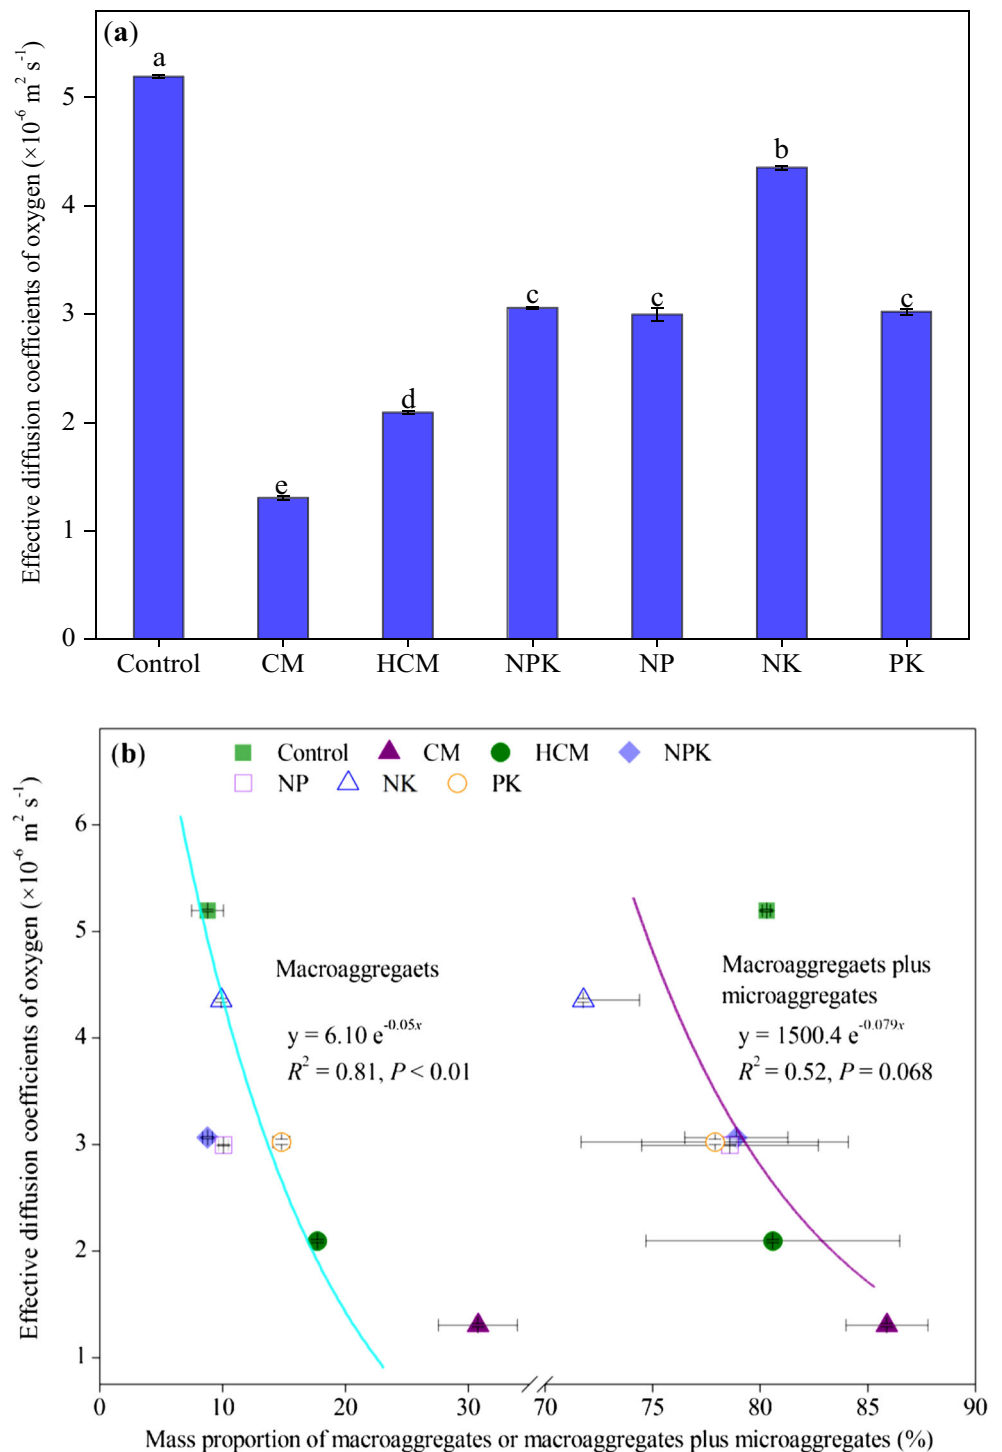 (a)
Effective diffusion coefficients of oxygen (×10⁻⁶ m² s⁻¹)
5
4
3
2
1
0
a
e
d
c
c
b
c
Control CM HCM NPK NP NK PK
(b)
Control CM HCM NPK
NP NK PK
Effective diffusion coefficients of oxygen (×10⁻⁶ m² s⁻¹)
6
5
4
3
2
1
Macroaggregaets
y = 6.10 e^-0.05x
R² = 0.81, P < 0.01
Macroaggregaets plus
microaggregates
y = 1500.4 e^-0.079x
R² = 0.52, P = 0.068
0 10 20 30 70 75 80 85 90
Mass proportion of macroaggregates or macroaggregates plus microaggregates (%)